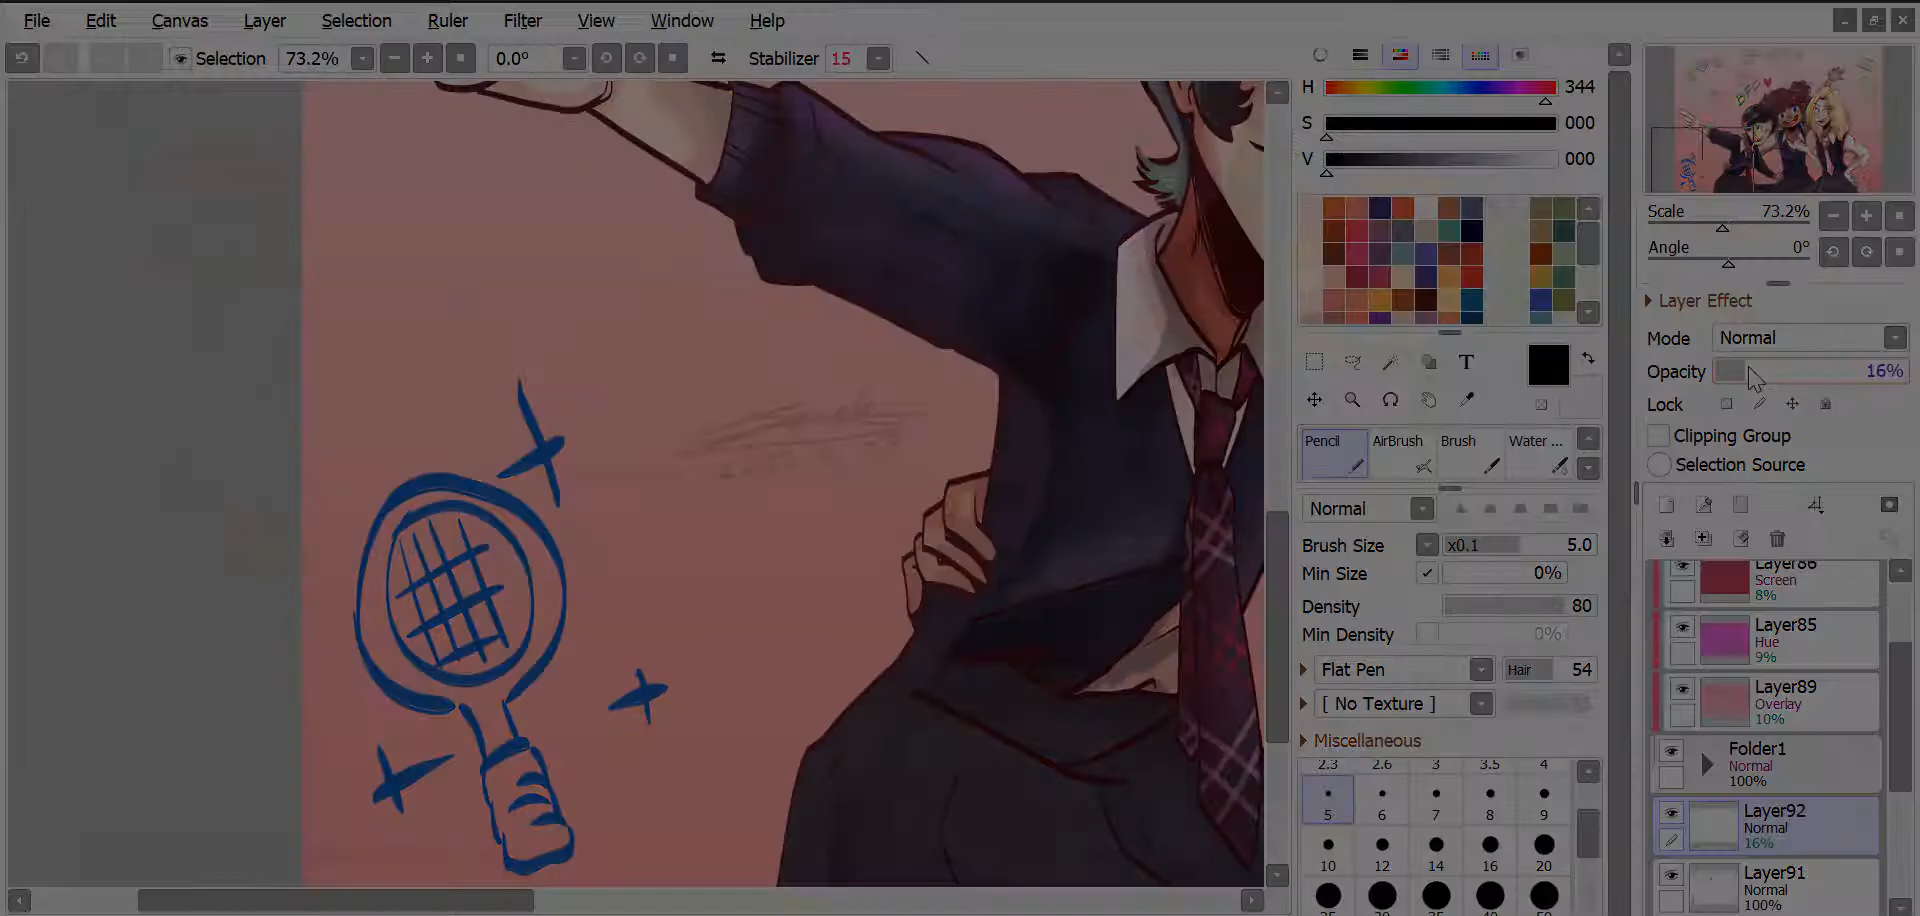 File Edit Canvas Layer Selection Ruler Filter View Window Help
Selection 73.2% 0.0º Stabilizer 15
H 344
S 000
V 000
T
Pencil AirBrush Brush Water ...
Normal
Brush Size x0.1 5.0
Min Size 0%
Density 80
Min Density 0%
Flat Pen Hair 54
[ No Texture ]
Miscellaneous
2.3 2.6 3 3.5 4
5 6 7 8 9
10 12 14 16 20
Scale 73.2%
Angle 0°
Layer Effect
Mode Normal
Opacity 16%
Lock
Clipping Group
Selection Source
Layer86
Screen
8%
Layer85
Hue
9%
Layer89
Overlay
10%
Folder1
Normal
100%
Layer92
Normal
16%
Layer91
Normal
100%